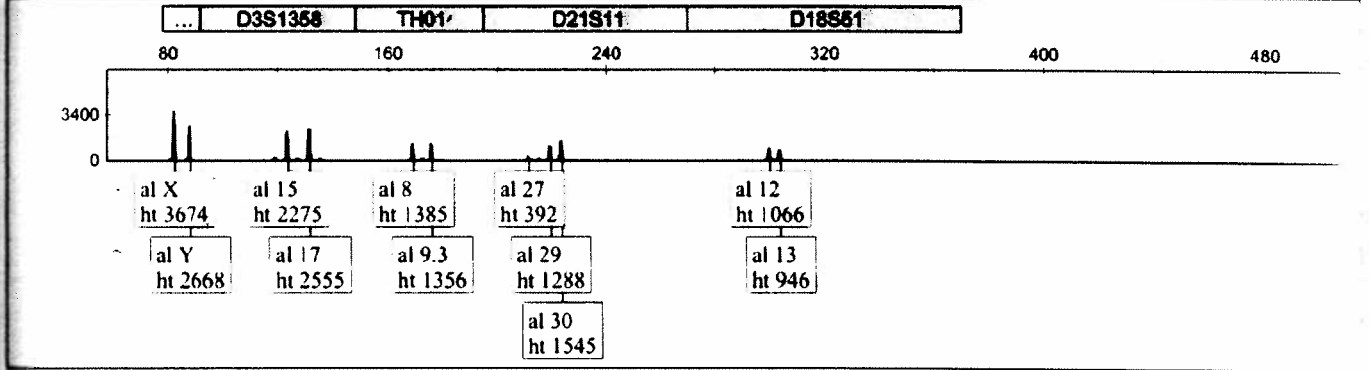 ... D3S1358 TH01 D21S11 D18S51
80 160 240 320 400 480
3400
0
al X al 15 al 8 al 27 al 12
ht 3674 ht 2275 ht 1385 ht 392 ht 1066
al Y al 17 al 9.3 al 29 al 13
ht 2668 ht 2555 ht 1356 ht 1288 ht 946
al 30
ht 1545